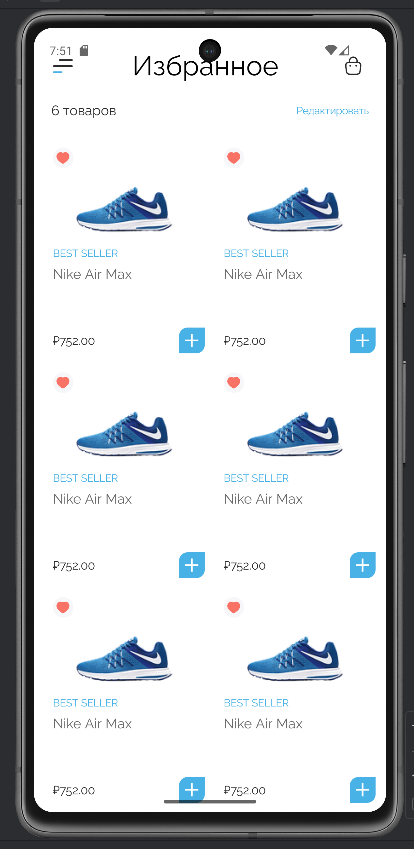 7:51
Избранное
6 товаров
Редактировать
BEST SELLER
BEST SELLER
Nike Air Max
Nike Air Max
₽752.00
₽752.00
BEST SELLER
BEST SELLER
Nike Air Max
Nike Air Max
₽752.00
₽752.00
BEST SELLER
BEST SELLER
Nike Air Max
Nike Air Max
₽752.00
₽752.00